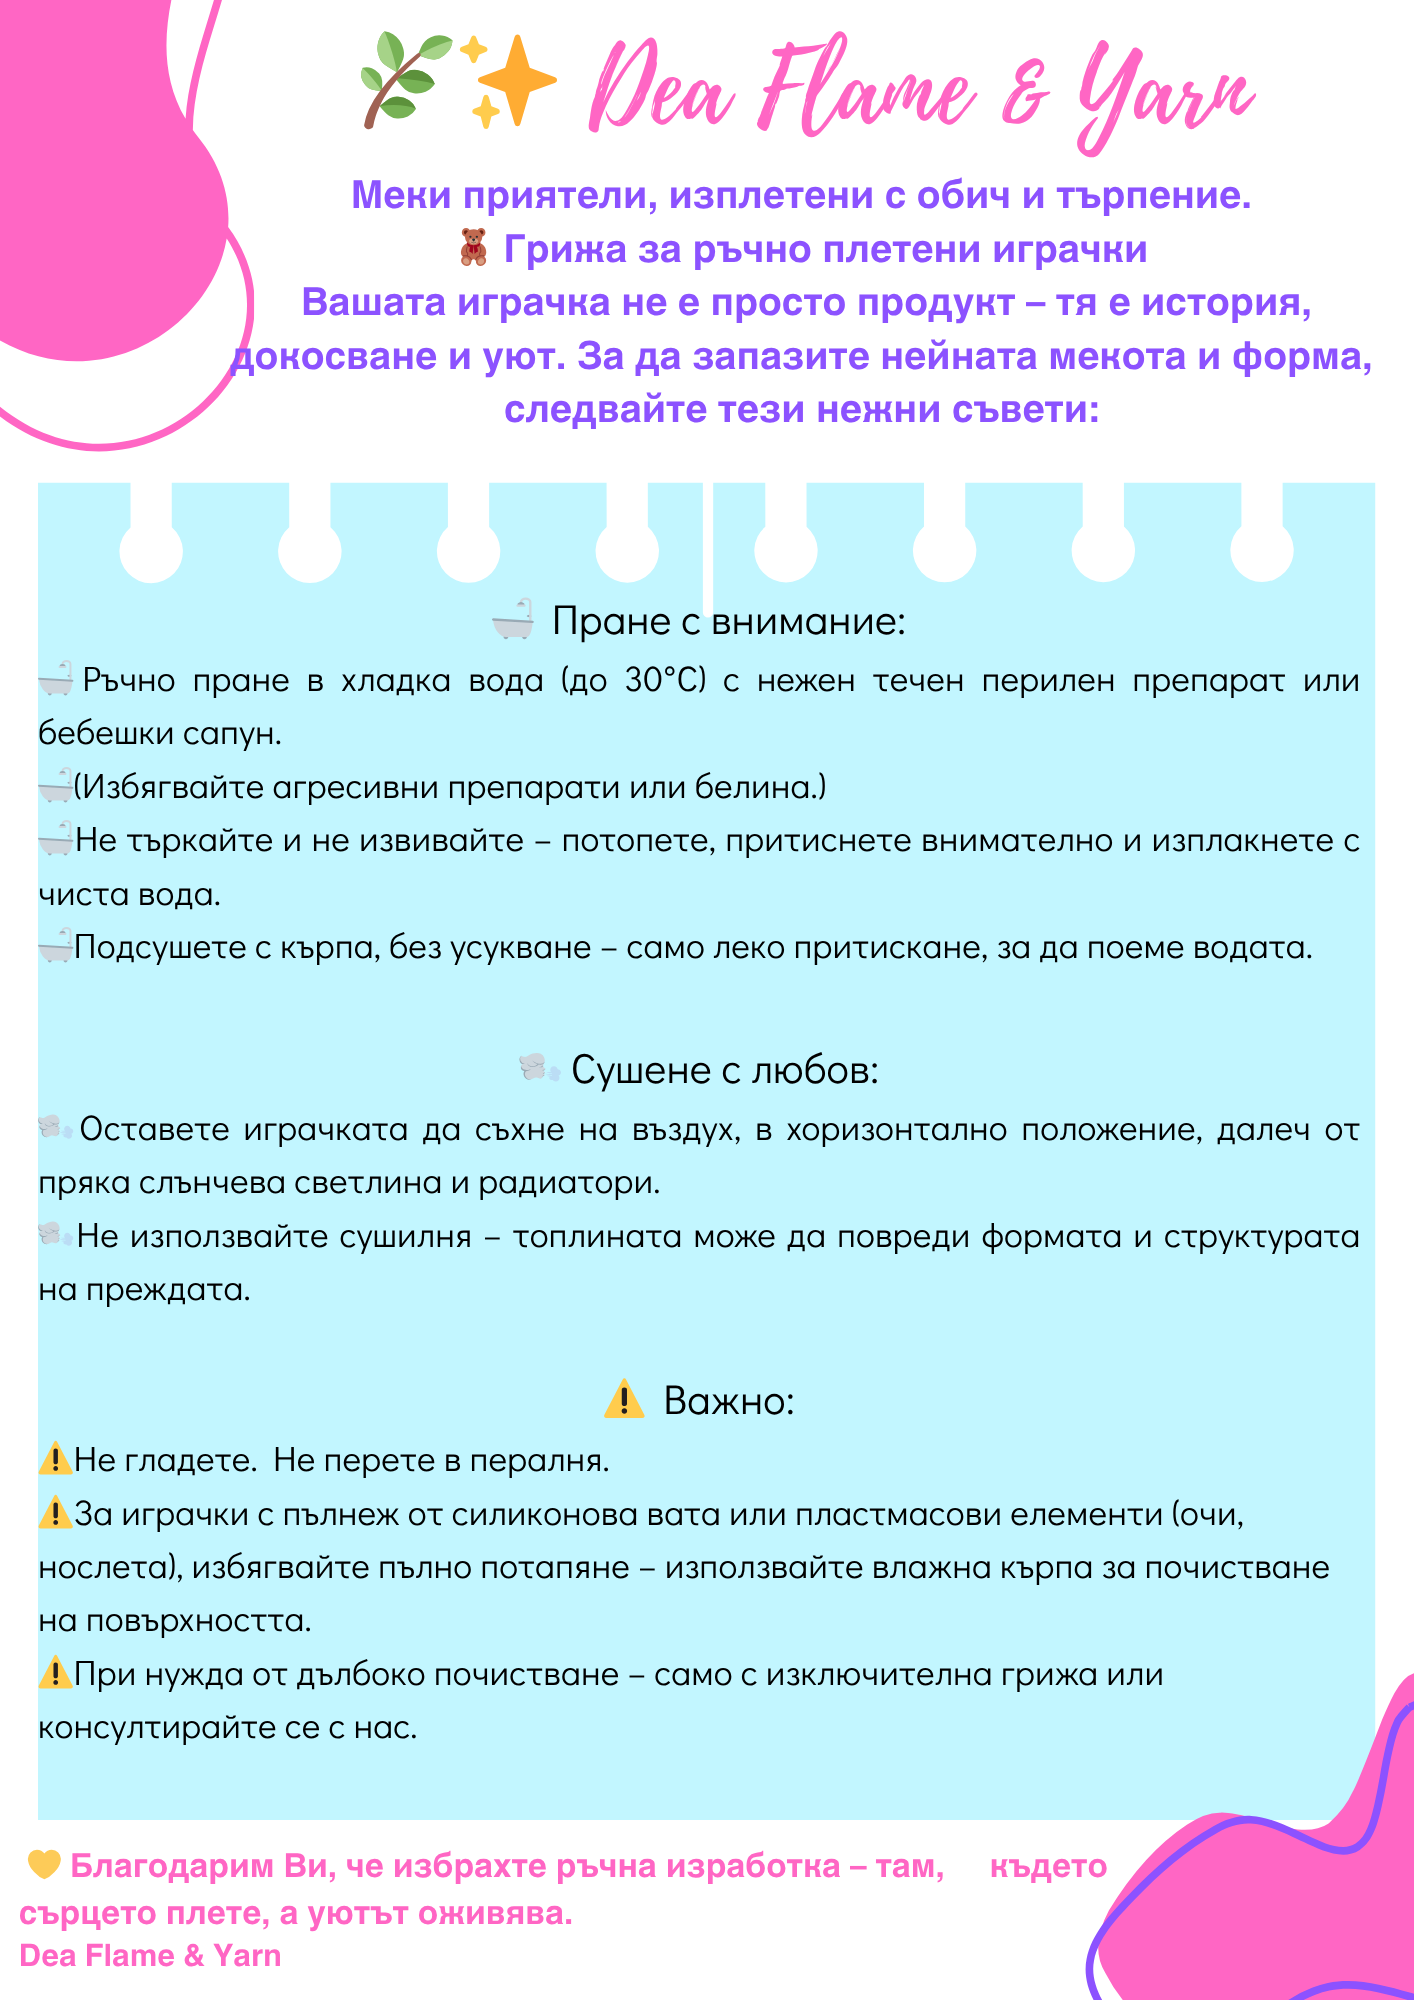 🌿✨ Dea Flame & Yarn
Меки приятели, изплетени с обич и търпение.
🧸 Грижа за ръчно плетени играчки
Вашата играчка не е просто продукт – тя е история,
докосване и уют. За да запазите нейната мекота и форма,
следвайте тези нежни съвети:
🛁 Пране с внимание:
🛁 Ръчно пране в хладка вода (до 30°C) с нежен течен перилен препарат или
бебешки сапун.
🛁(Избягвайте агресивни препарати или белина.)
🛁Не търкайте и не извивайте – потопете, притиснете внимателно и изплакнете с
чиста вода.
🛁Подсушете с кърпа, без усукване – само леко притискане, за да поеме водата.
💨 Сушене с любов:
💨 Оставете играчката да съхне на въздух, в хоризонтално положение, далеч от
пряка слънчева светлина и радиатори.
💨Не използвайте сушилня – топлината може да повреди формата и структурата
на преждата.
⚠️ Важно:
⚠️Не гладете.  Не перете в пералня.
⚠️За играчки с пълнеж от силиконова вата или пластмасови елементи (очи,
нослета), избягвайте пълно потапяне – използвайте влажна кърпа за почистване
на повърхността.
⚠️При нужда от дълбоко почистване – само с изключителна грижа или
консултирайте се с нас.
💛 Благодарим Ви, че избрахте ръчна изработка – там, където
сърцето плете, а уютът оживява.
Dea Flame & Yarn